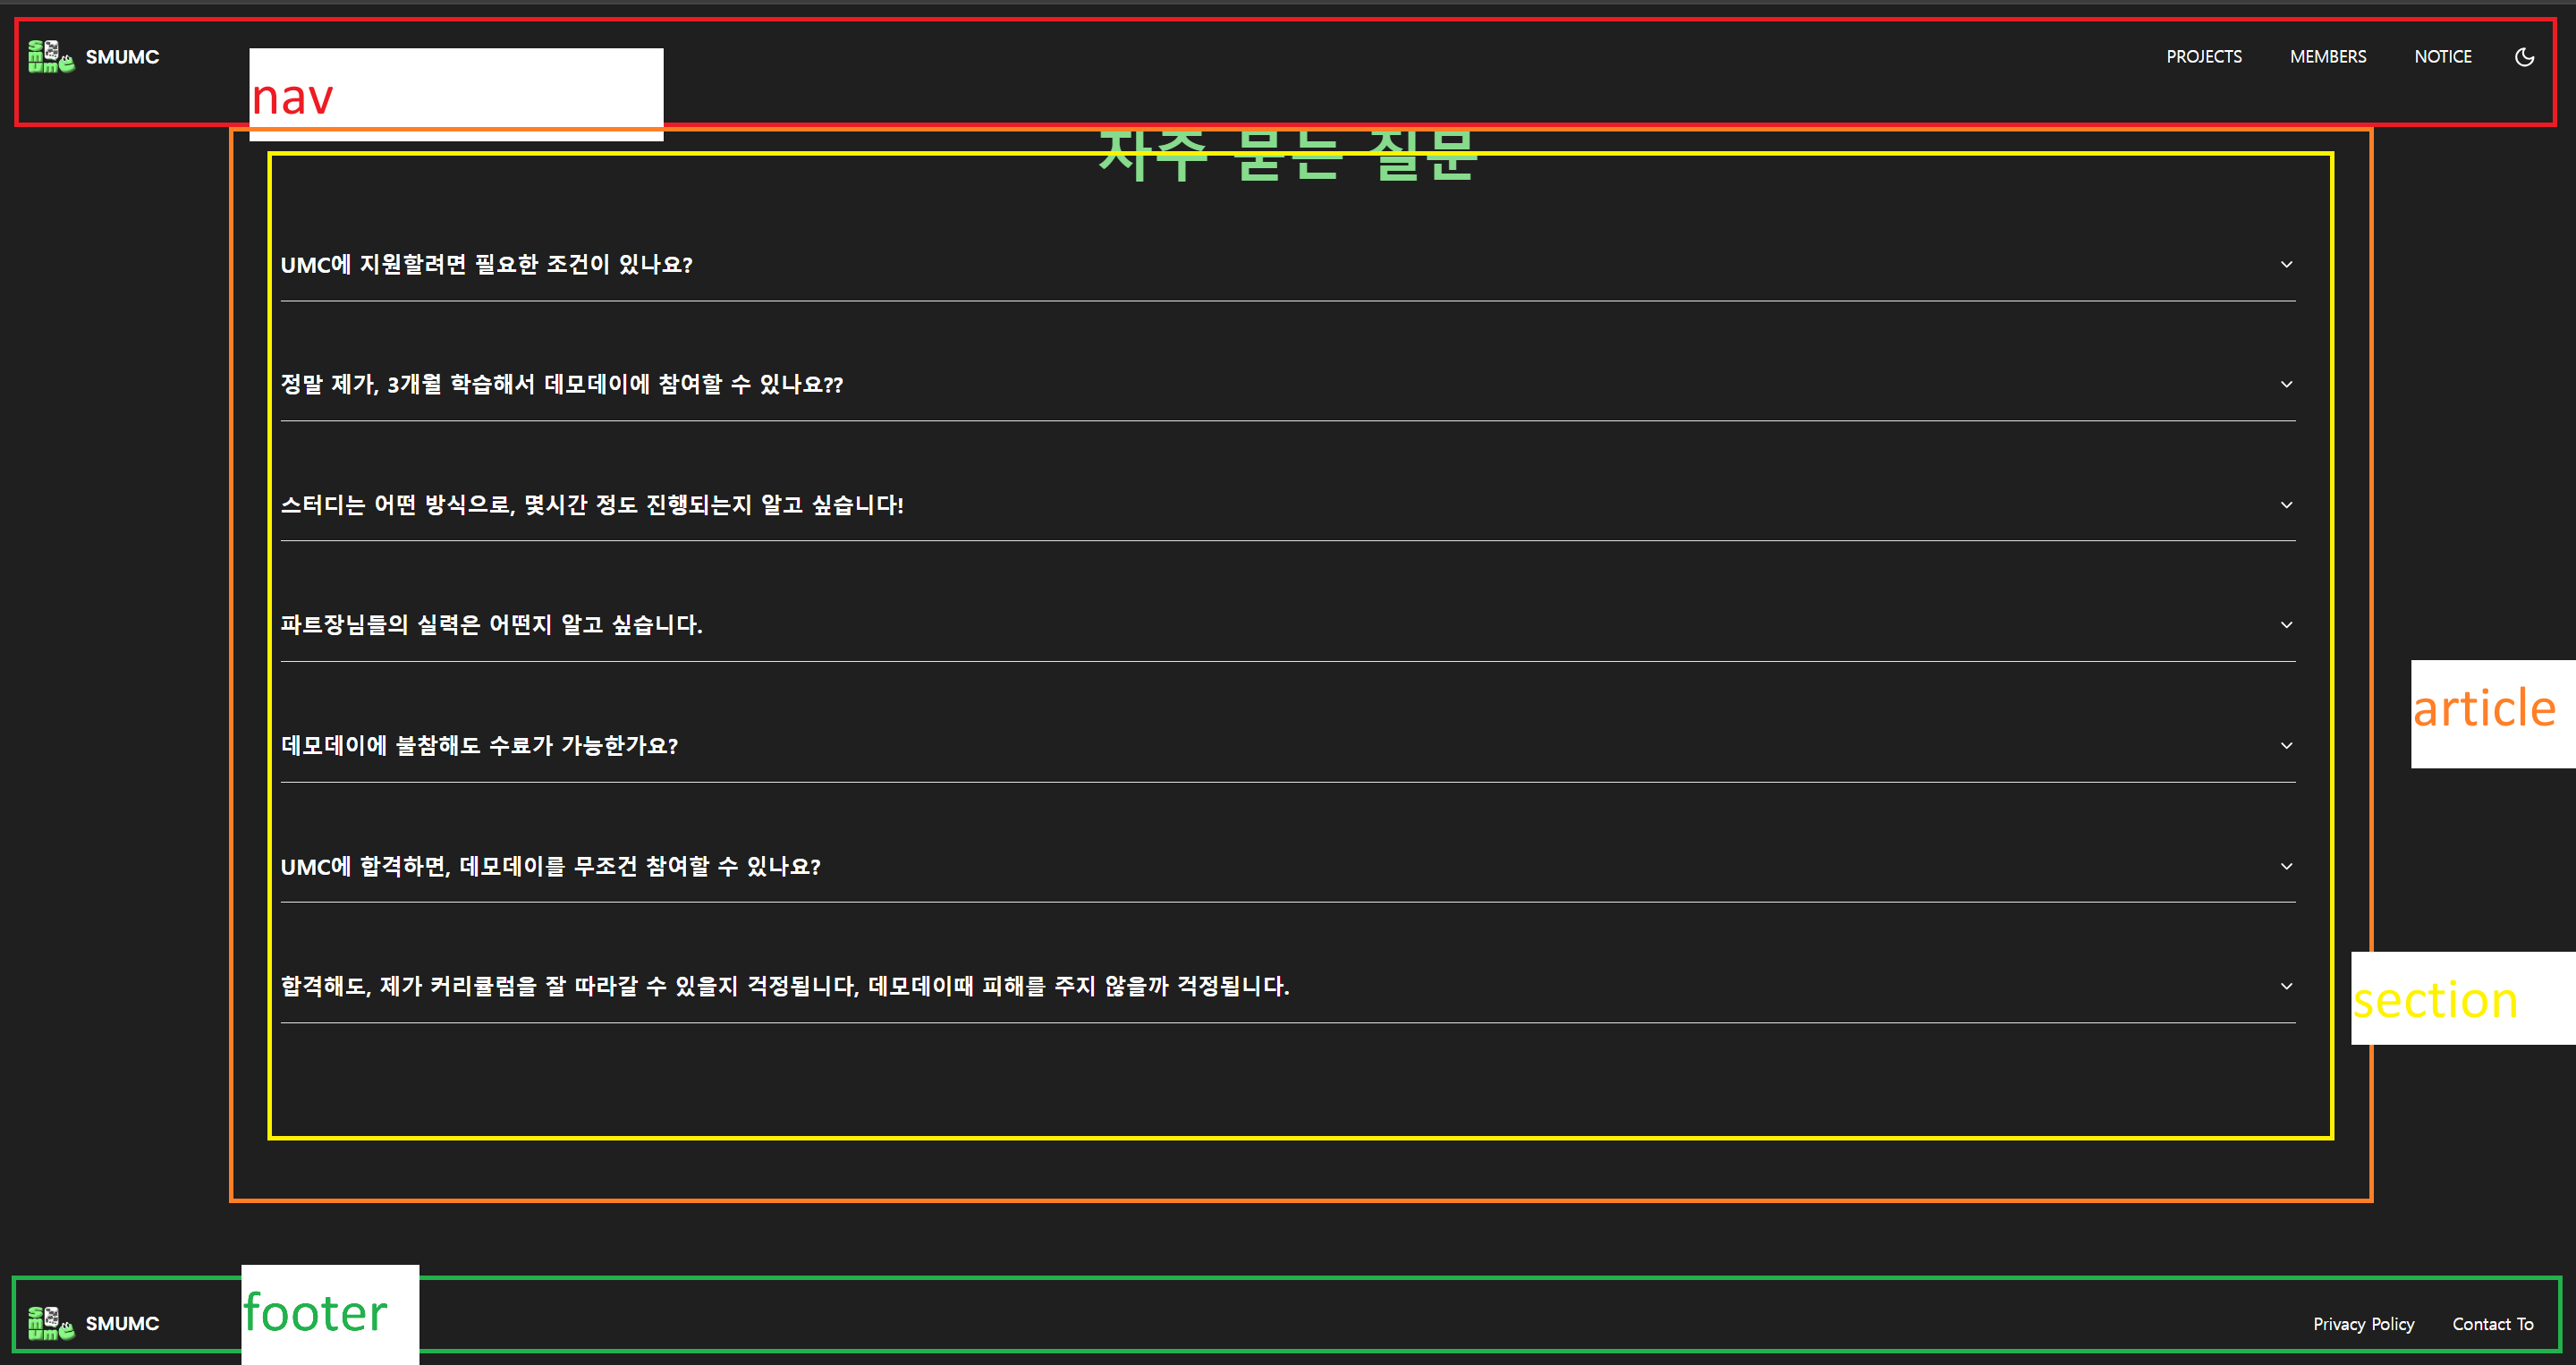 SMUMC
PROJECTS MEMBERS NOTICE
nav
자주 묻는 질문
UMC에 지원할려면 필요한 조건이 있나요?
정말 제가, 3개월 학습해서 데모데이에 참여할 수 있나요??
스터디는 어떤 방식으로, 몇시간 정도 진행되는지 알고 싶습니다!
파트장님들의 실력은 어떤지 알고 싶습니다.
article
데모데이에 불참해도 수료가 가능한가요?
UMC에 합격하면, 데모데이를 무조건 참여할 수 있나요?
합격해도, 제가 커리큘럼을 잘 따라갈 수 있을지 걱정됩니다, 데모데이때 피해를 주지 않을까 걱정됩니다.
section
footer
SMUMC
Privacy Policy Contact To